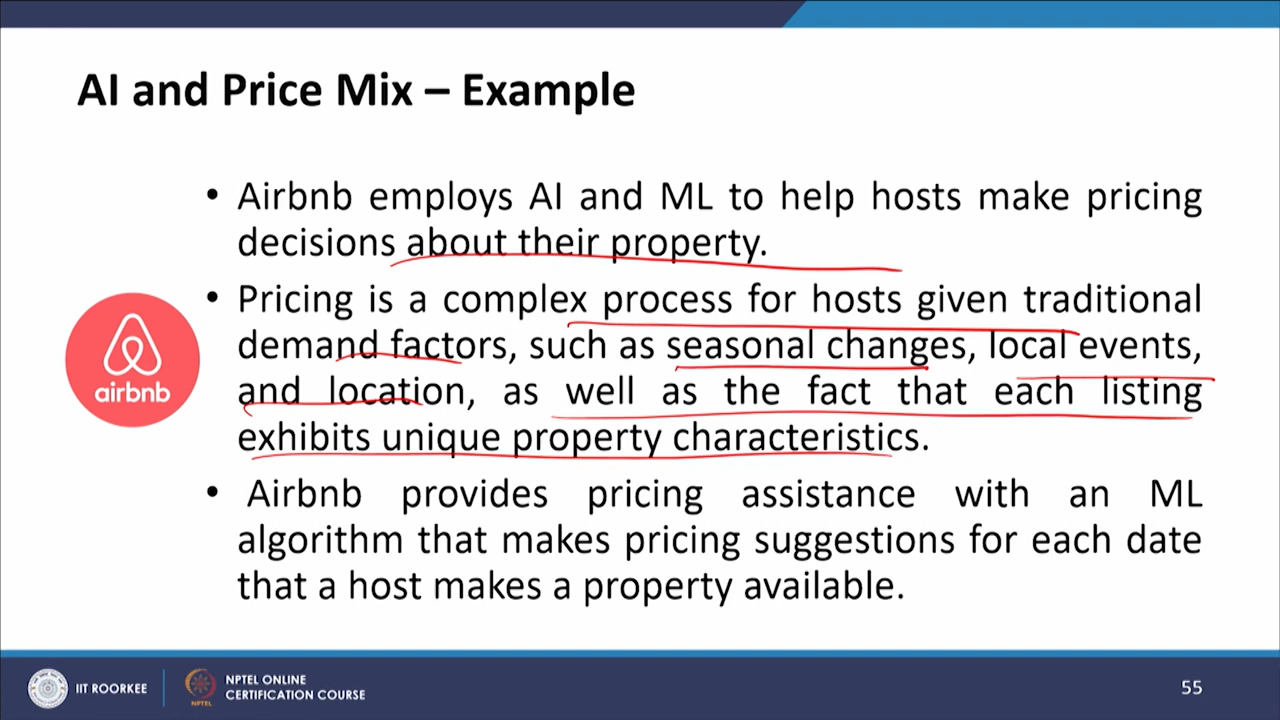 AI and Price Mix – Example
• Airbnb employs AI and ML to help hosts make pricing
decisions about their property.
• Pricing is a complex process for hosts given traditional
demand factors, such as seasonal changes, local events,
and location, as well as the fact that each listing
exhibits unique property characteristics.
airbnb
• Airbnb provides pricing assistance with an ML
algorithm that makes pricing suggestions for each date
that a host makes a property available.
IIT ROORKEE
NPTEL
NPTEL ONLINE
CERTIFICATION COURSE
55